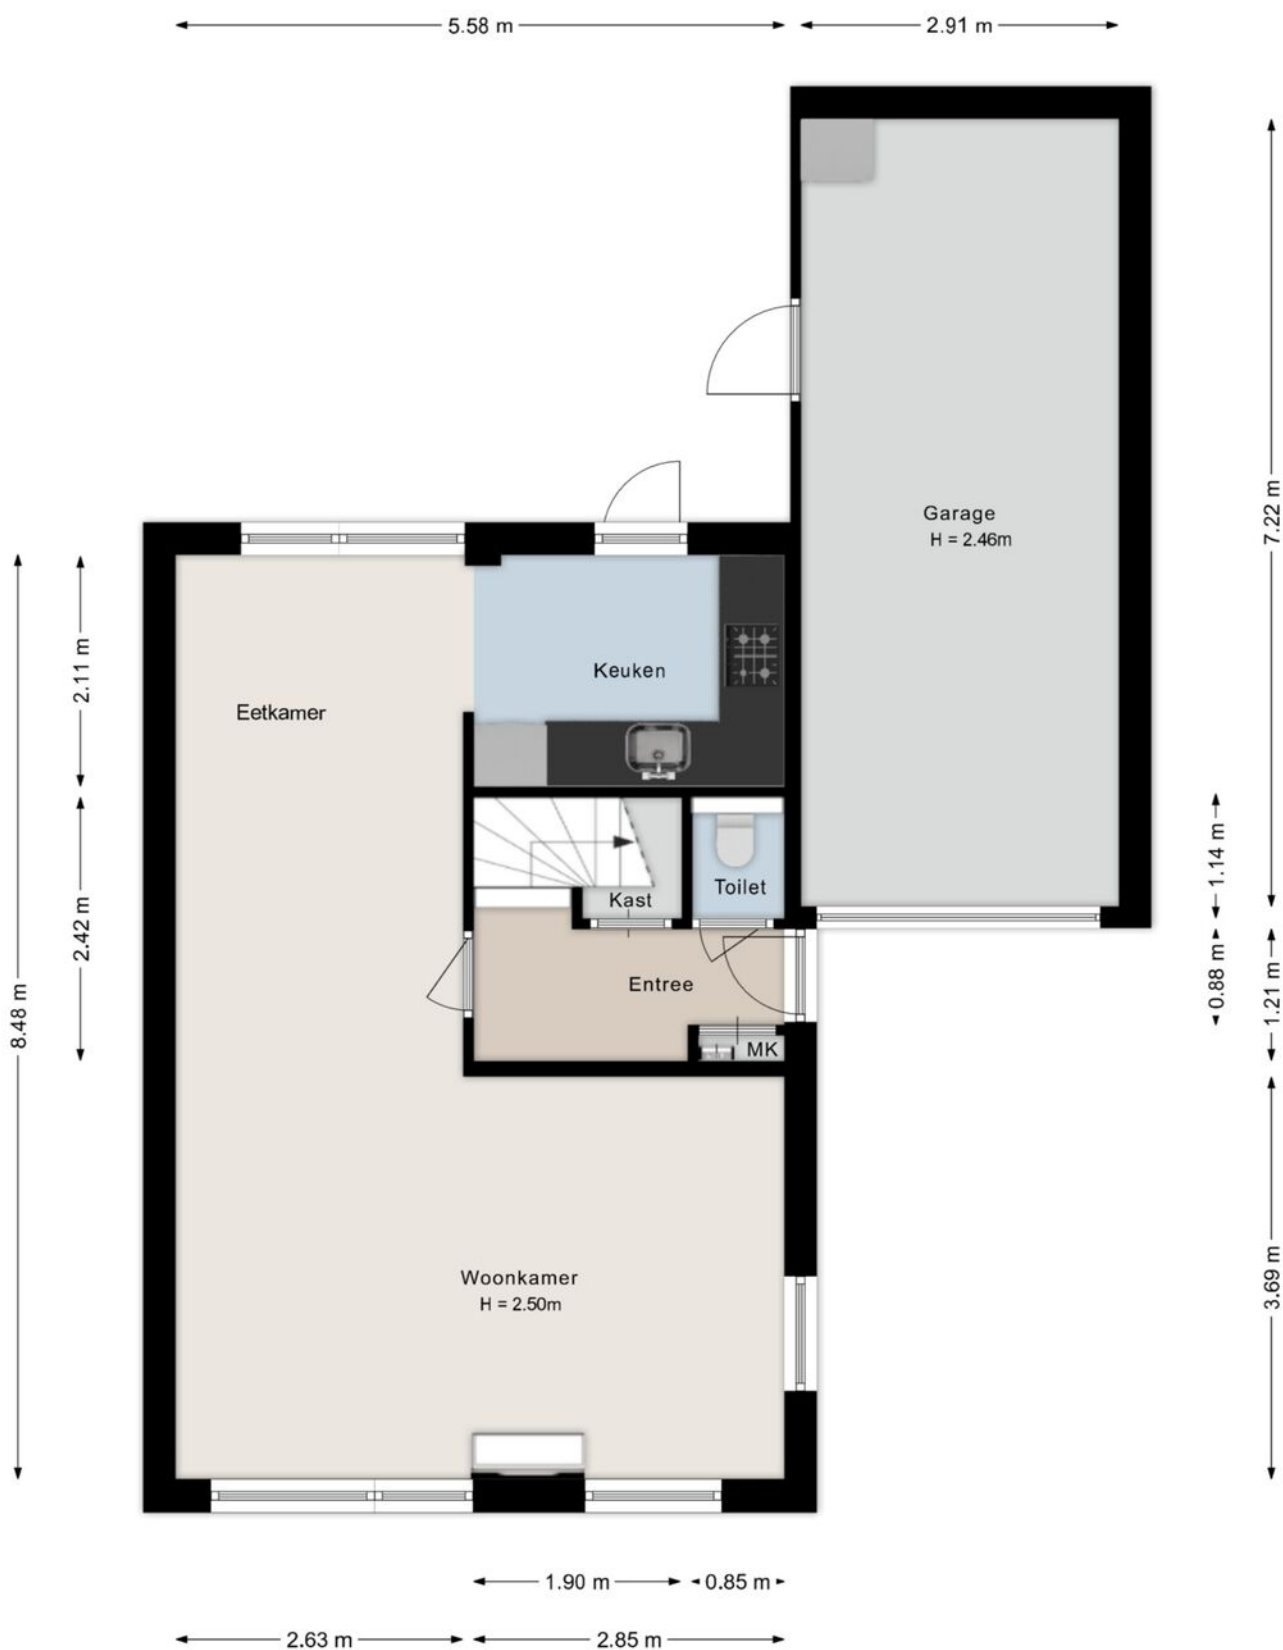 5.58 m
2.91 m
7.22 m
Garage
H = 2.46m
2.11 m
Keuken
Eetkamer
1.14 m
Toilet
Kast
2.42 m
0.88 m
1.21 m
Entree
8.48 m
MK
Woonkamer
H = 2.50m
3.69 m
1.90 m
0.85 m
2.63 m
2.85 m